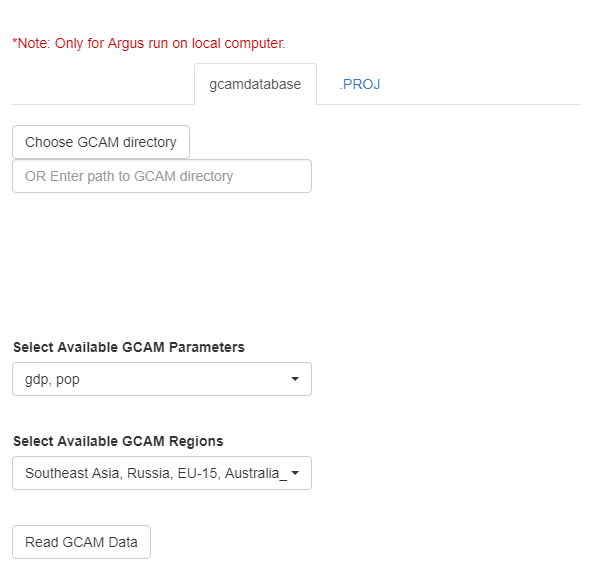 *Note: Only for Argus run on local computer.
gcamdatabase .PROJ
Choose GCAM directory
OR Enter path to GCAM directory
Select Available GCAM Parameters
gdp, pop
Select Available GCAM Regions
Southeast Asia, Russia, EU-15, Australia_
Read GCAM Data